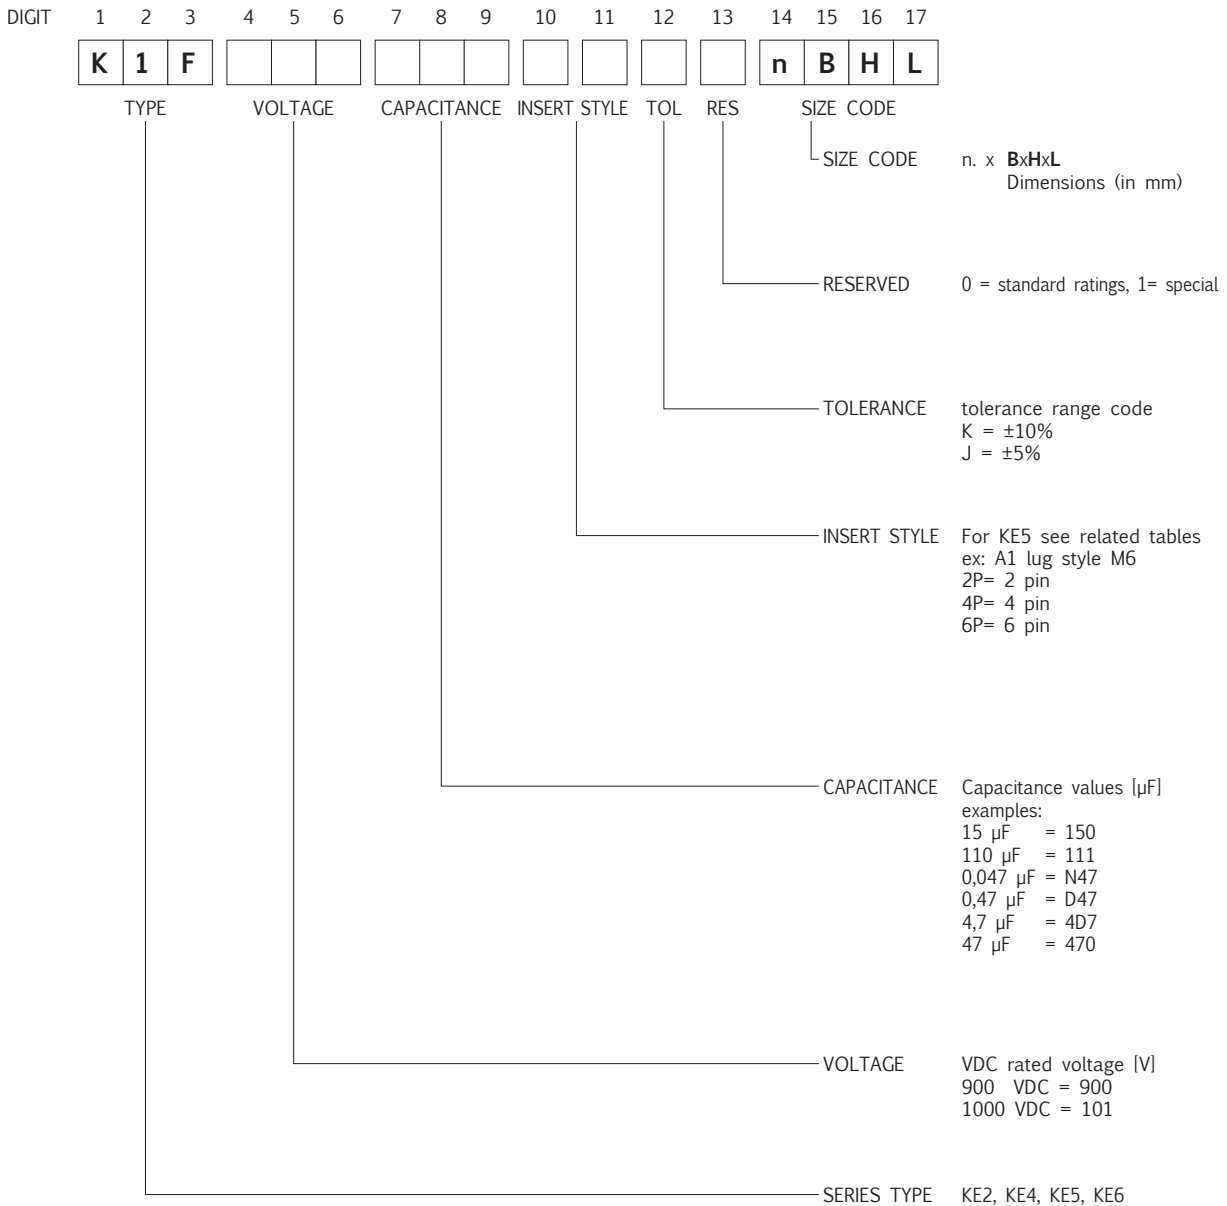 DIGIT 1 2 3 4 5 6 7 8 9 10 11 12 13 14 15 16 17
K 1 F n B H L
TYPE VOLTAGE CAPACITANCE INSERT STYLE TOL RES SIZE CODE
SIZE CODE n. x BxHxL
Dimensions (in mm)
RESERVED 0 = standard ratings, 1= special
TOLERANCE tolerance range code
K = ±10%
J = ±5%
INSERT STYLE For KE5 see related tables
ex: A1 lug style M6
2P= 2 pin
4P= 4 pin
6P= 6 pin
CAPACITANCE Capacitance values [µF]
examples:
15 µF = 150
110 µF = 111
0,047 µF = N47
0,47 µF = D47
4,7 µF = 4D7
47 µF = 470
VOLTAGE VDC rated voltage [V]
900 VDC = 900
1000 VDC = 101
SERIES TYPE KE2, KE4, KE5, KE6